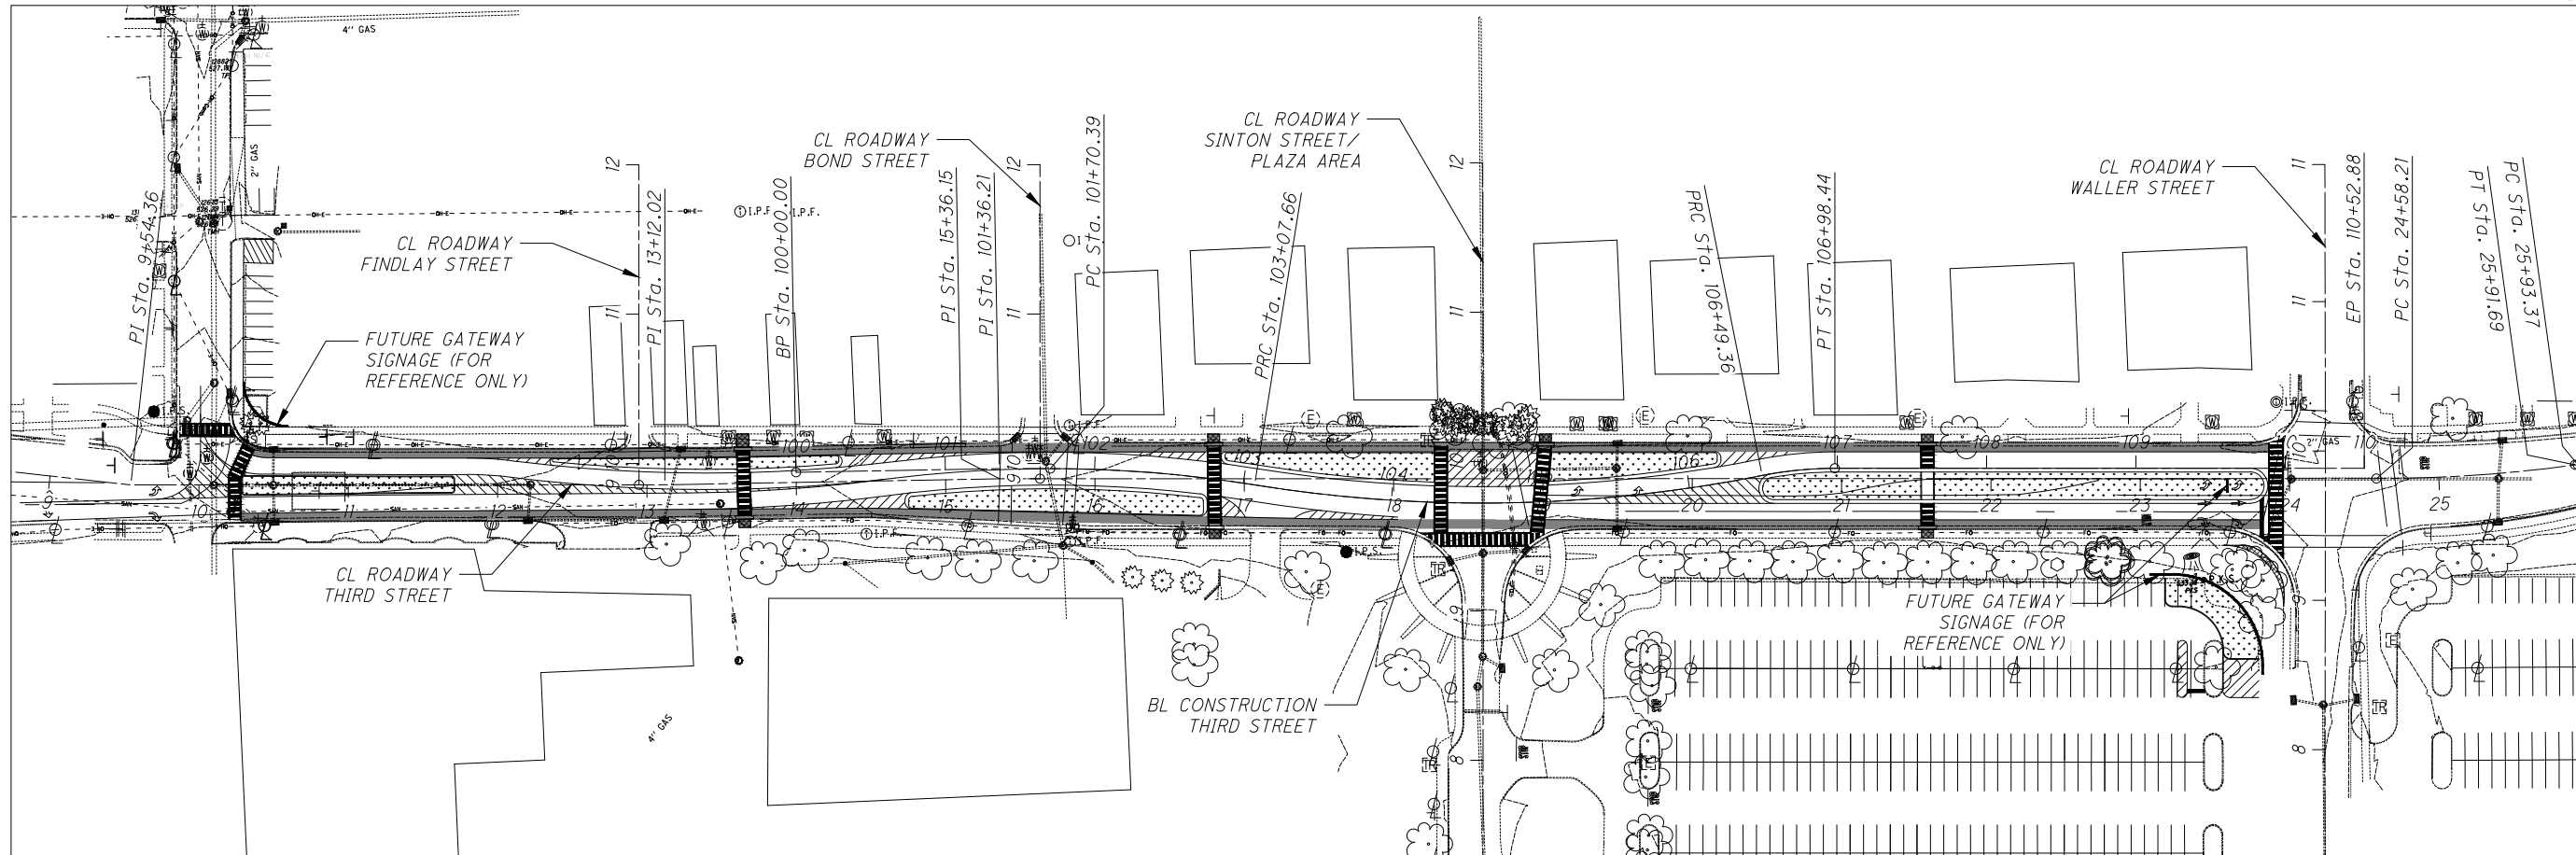 4'' GAS
2'' GAS
PI Sta. 9+54.36
CL ROADWAY
FINDLAY STREET
FUTURE GATEWAY
SIGNAGE (FOR
REFERENCE ONLY)
12
11
PI Sta. 13+12.02
BP Sta. 100+00.00
I.P.F.
I.P.F.
CL ROADWAY
BOND STREET
PI Sta. 15+36.15
PI Sta. 101+36.21
12
11
PC Sta. 101+70.39
CL ROADWAY
SINTON STREET/
PLAZA AREA
PRC Sta. 103+07.66
12
11
PRC Sta. 106+49.36
PT Sta. 106+98.44
CL ROADWAY
WALLER STREET
11
11
EP Sta. 110+52.88
PC Sta. 24+58.21
PT Sta. 25+91.69
PC Sta. 25+93.37
100
101
102
103
104
106
107
108
109
110
2'' GAS
9
10
11
12
13
14
15
16
17
18
20
21
22
23
24
25
CL ROADWAY
THIRD STREET
I.P.F.
I.P.S.
BL CONSTRUCTION
THIRD STREET
FUTURE GATEWAY
SIGNAGE (FOR
REFERENCE ONLY)
4'' GAS
9
8
9
8